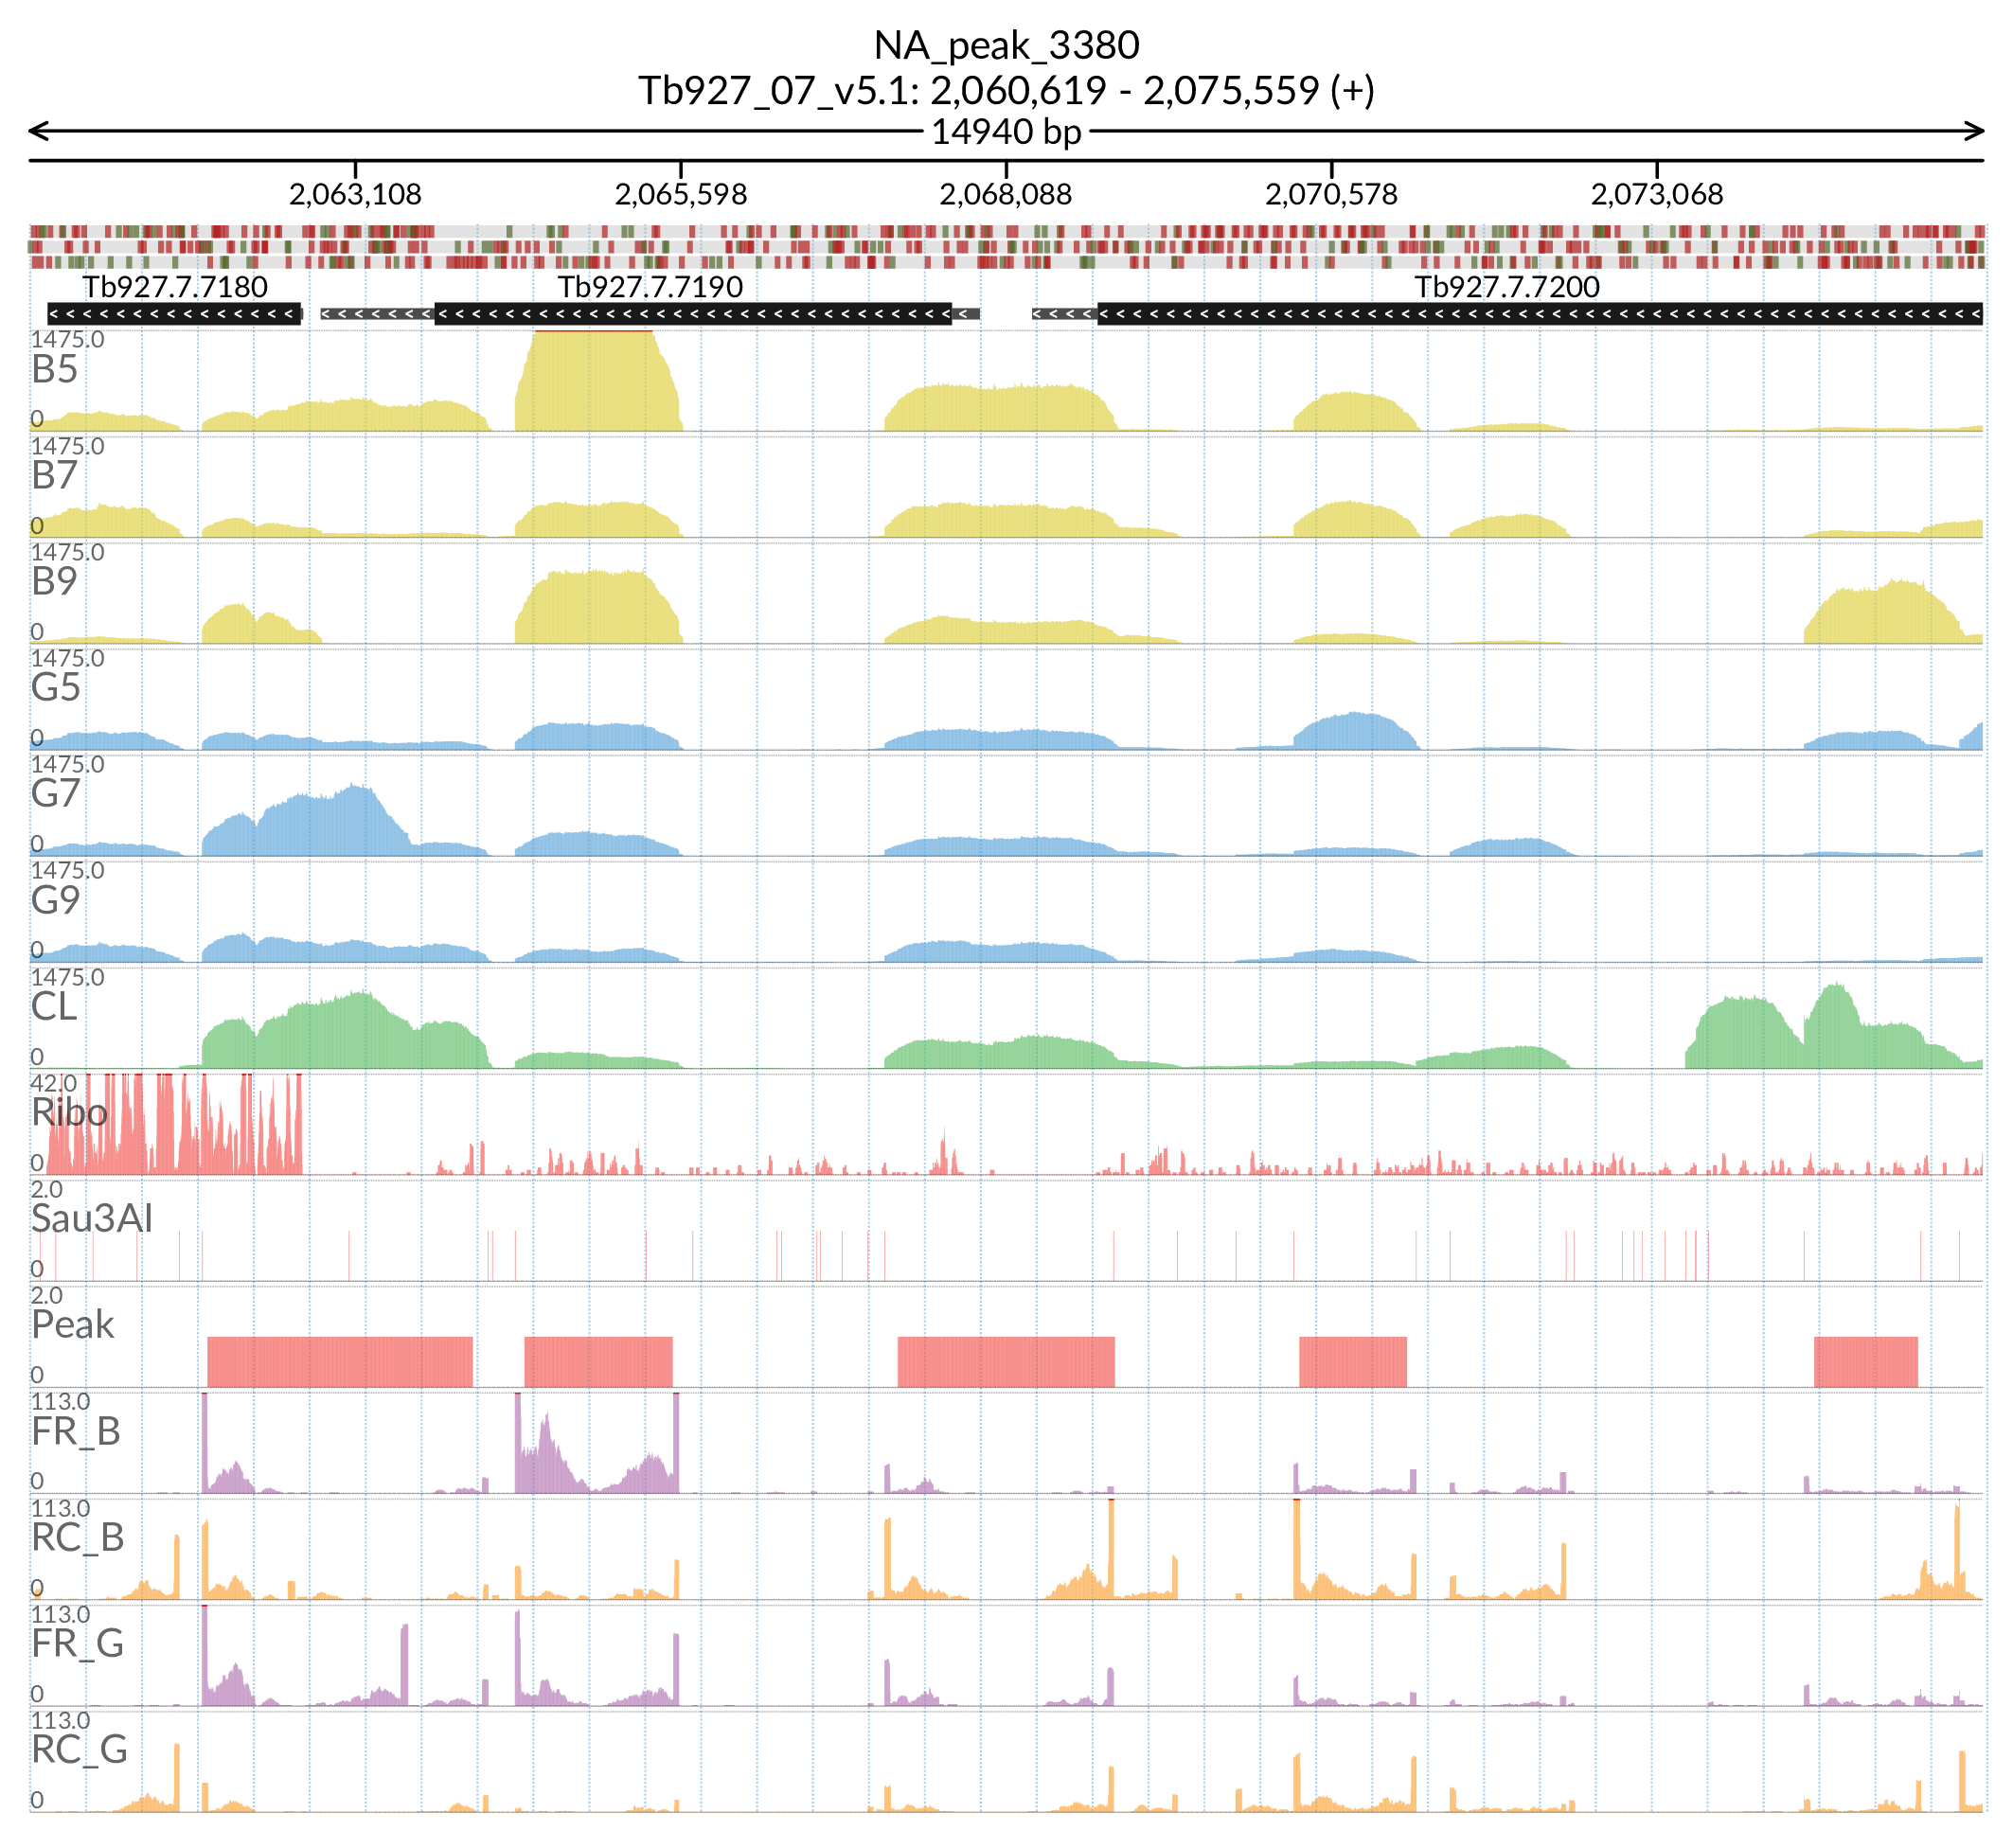 NA_peak_3380
Tb927_07_v5.1: 2,060,619 - 2,075,559 (+)
14940 bp
2,063,108 2,065,598 2,068,088 2,070,578 2,073,068
Tb927.7.7180 Tb927.7.7190 Tb927.7.7200
1475.0
B5
0
1475.0
B7
0
1475.0
B9
0
1475.0
G5
0
1475.0
G7
0
1475.0
G9
0
1475.0
CL
0
42.0
Ribo
0
2.0
Sau3AI
0
2.0
Peak
0
113.0
FR_B
0
113.0
RC_B
0
113.0
FR_G
0
113.0
RC_G
0